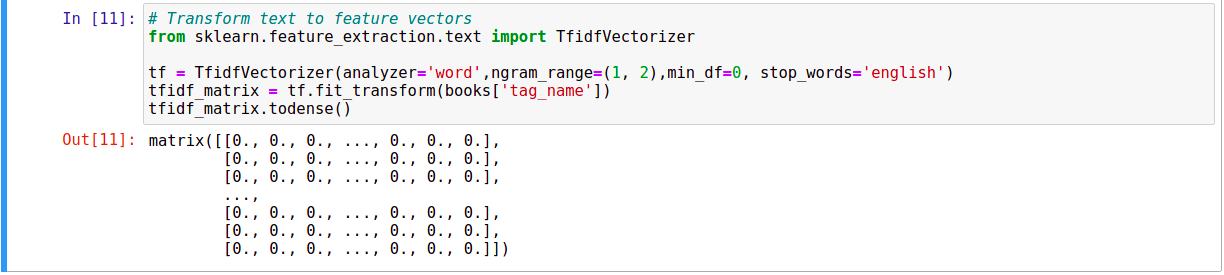 In [11]: # Transform text to feature vectors
from sklearn.feature_extraction.text import TfidfVectorizer

tf = TfidfVectorizer(analyzer='word',ngram_range=(1, 2),min_df=0, stop_words='english')
tfidf_matrix = tf.fit_transform(books['tag_name'])
tfidf_matrix.todense()
Out[11]: matrix([[0., 0., 0., ..., 0., 0., 0.],
[0., 0., 0., ..., 0., 0., 0.],
[0., 0., 0., ..., 0., 0., 0.],
...,
[0., 0., 0., ..., 0., 0., 0.],
[0., 0., 0., ..., 0., 0., 0.],
[0., 0., 0., ..., 0., 0., 0.]])